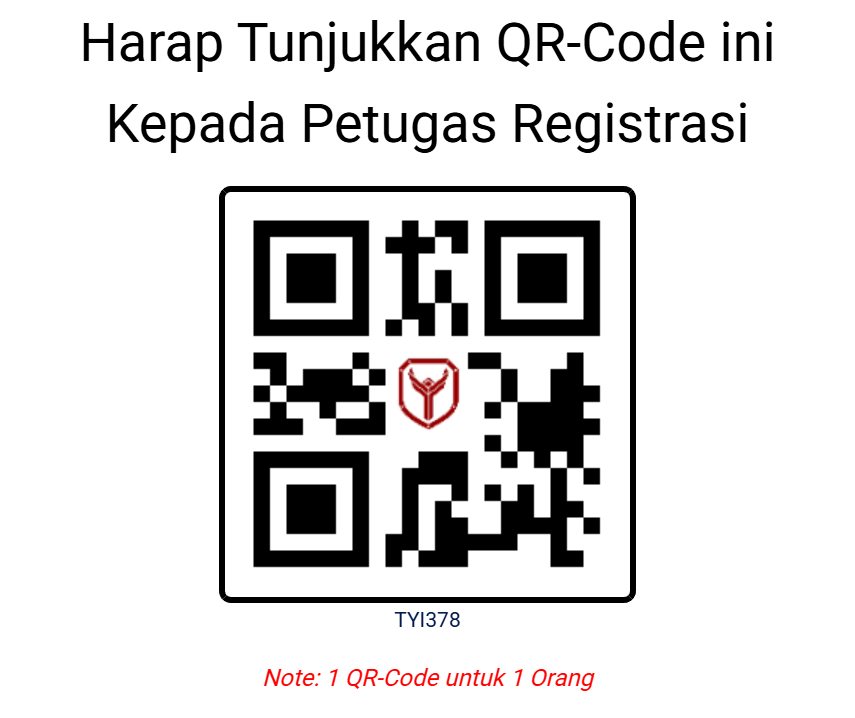 Harap Tunjukkan QR-Code ini
Kepada Petugas Registrasi
TYI378
Note: 1 QR-Code untuk 1 Orang